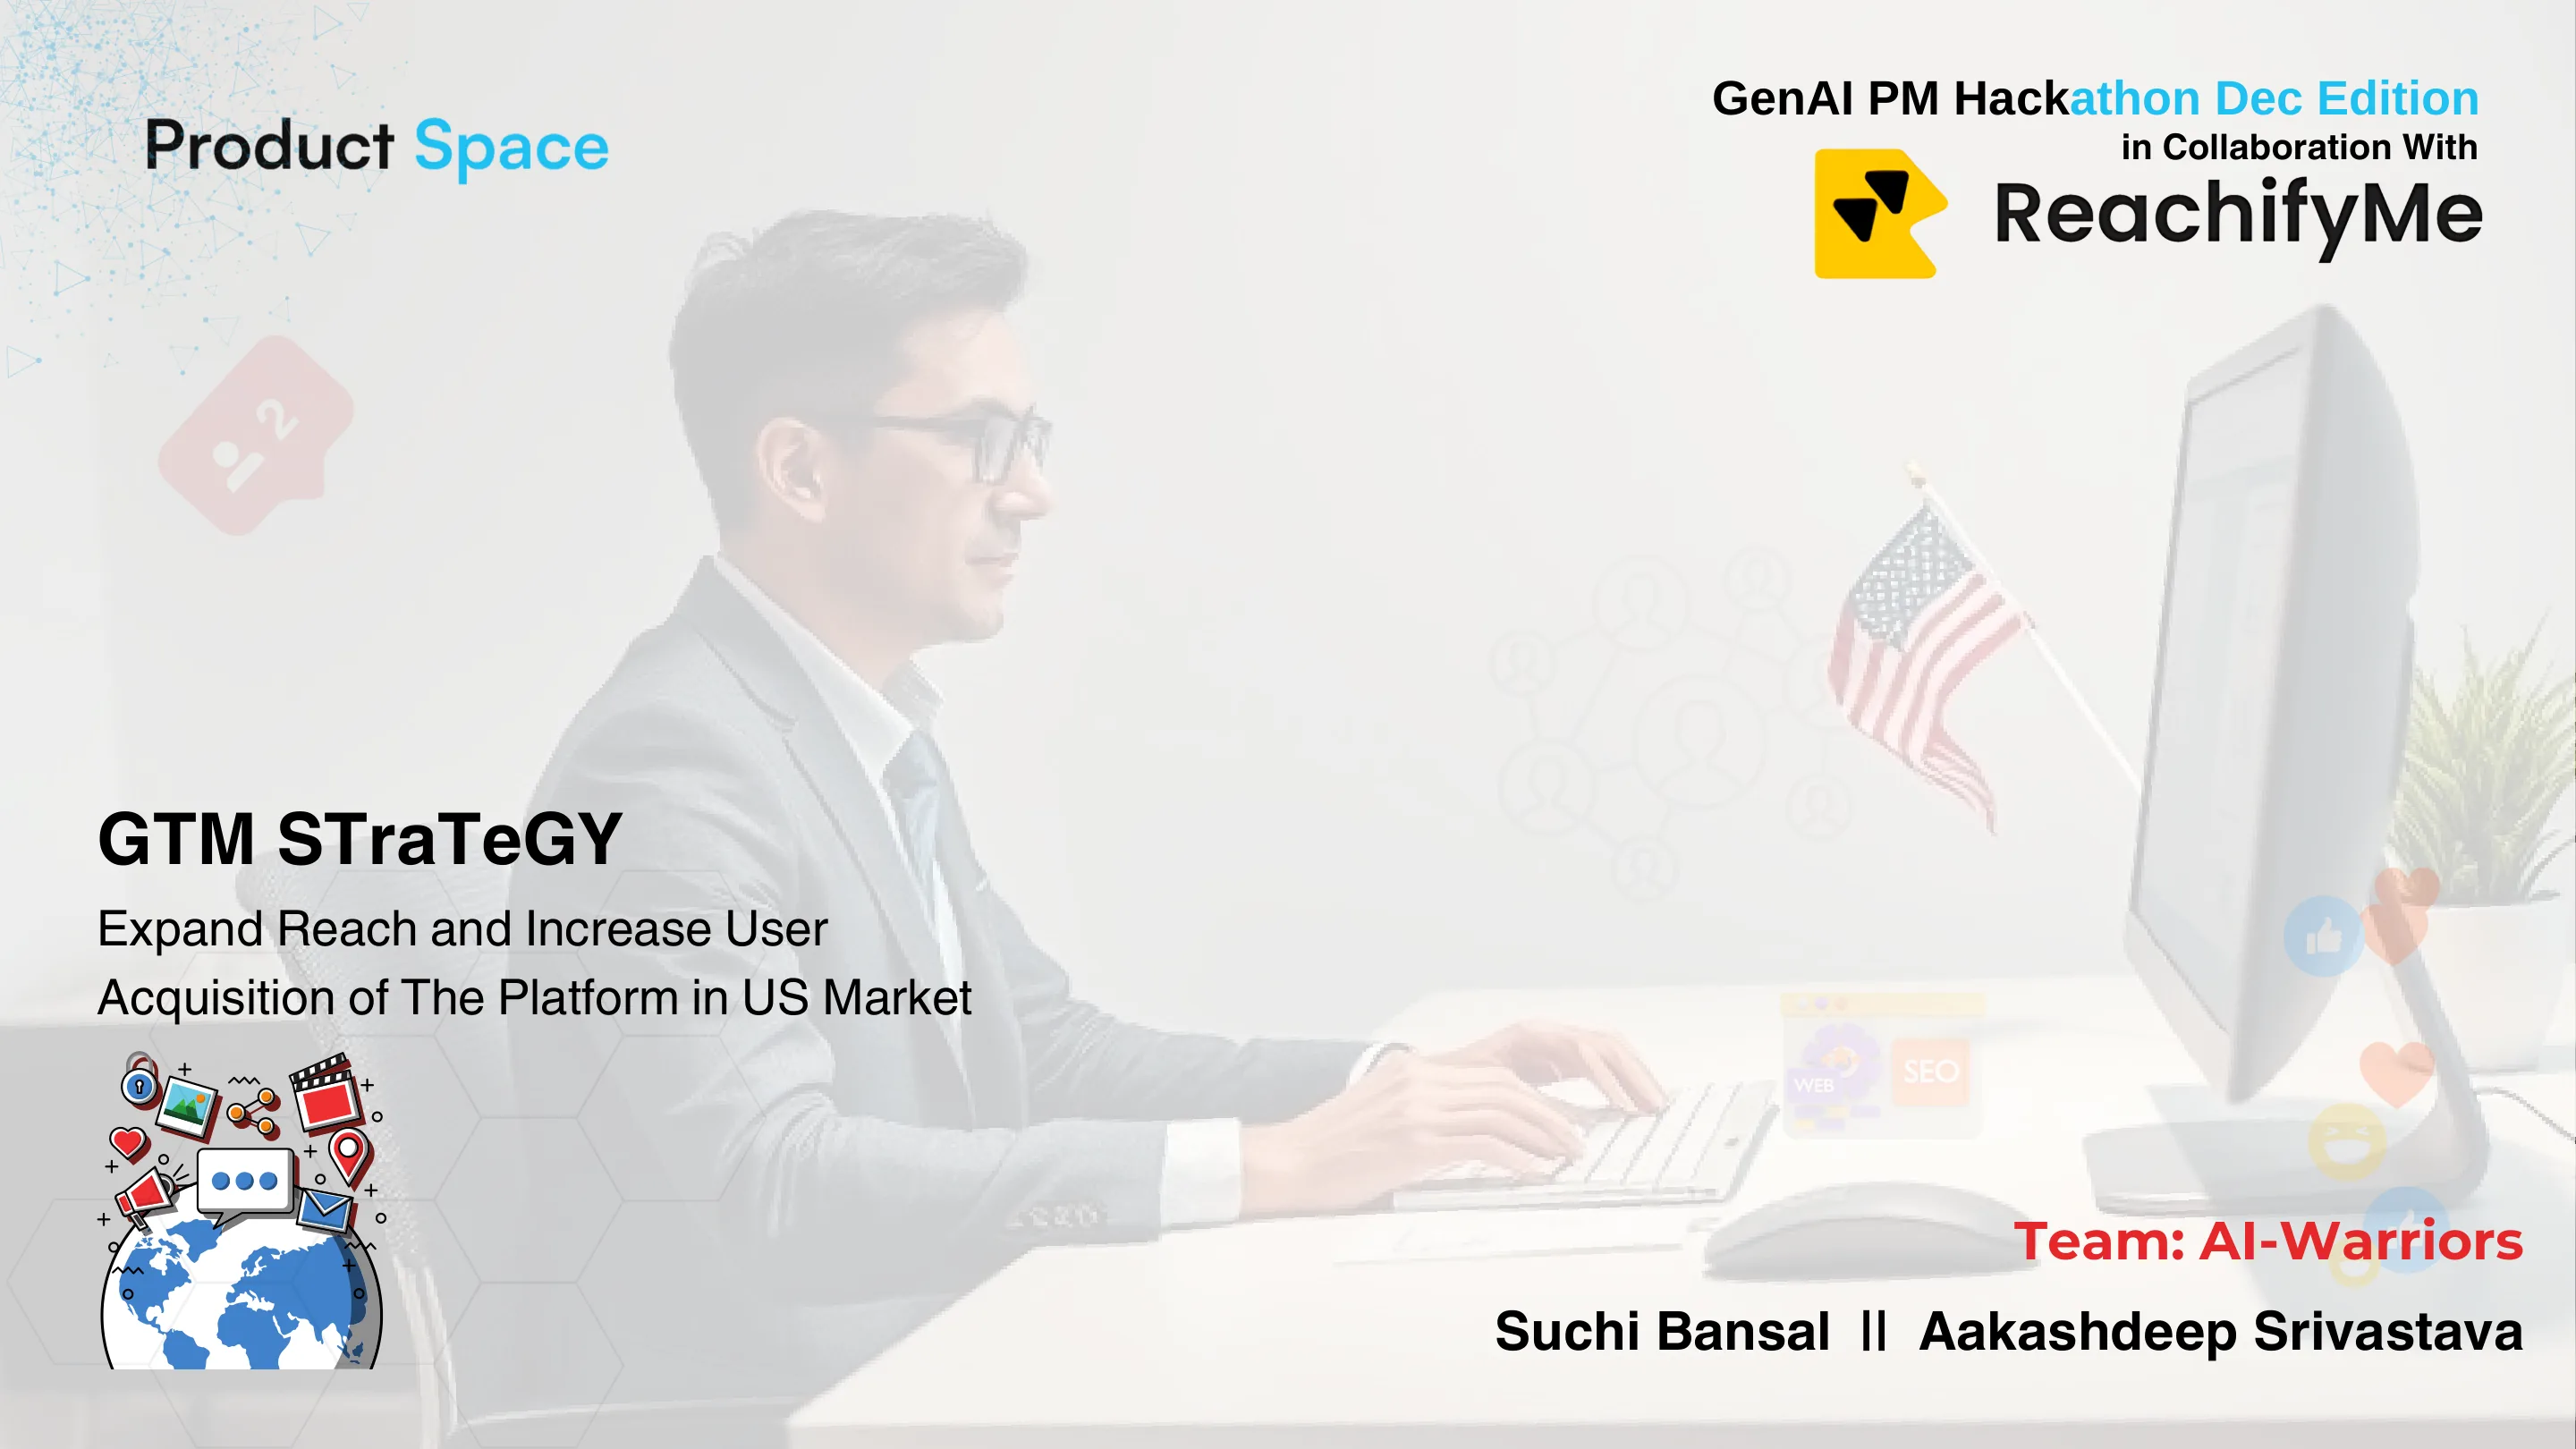 Product Space
GenAI PM Hackathon Dec Edition
in Collaboration With
ReachifyMe
2
GTM STraTeGY
Expand Reach and Increase User
Acquisition of The Platform in US Market
WEB
SEO
Team: AI-Warriors
Suchi Bansal || Aakashdeep Srivastava